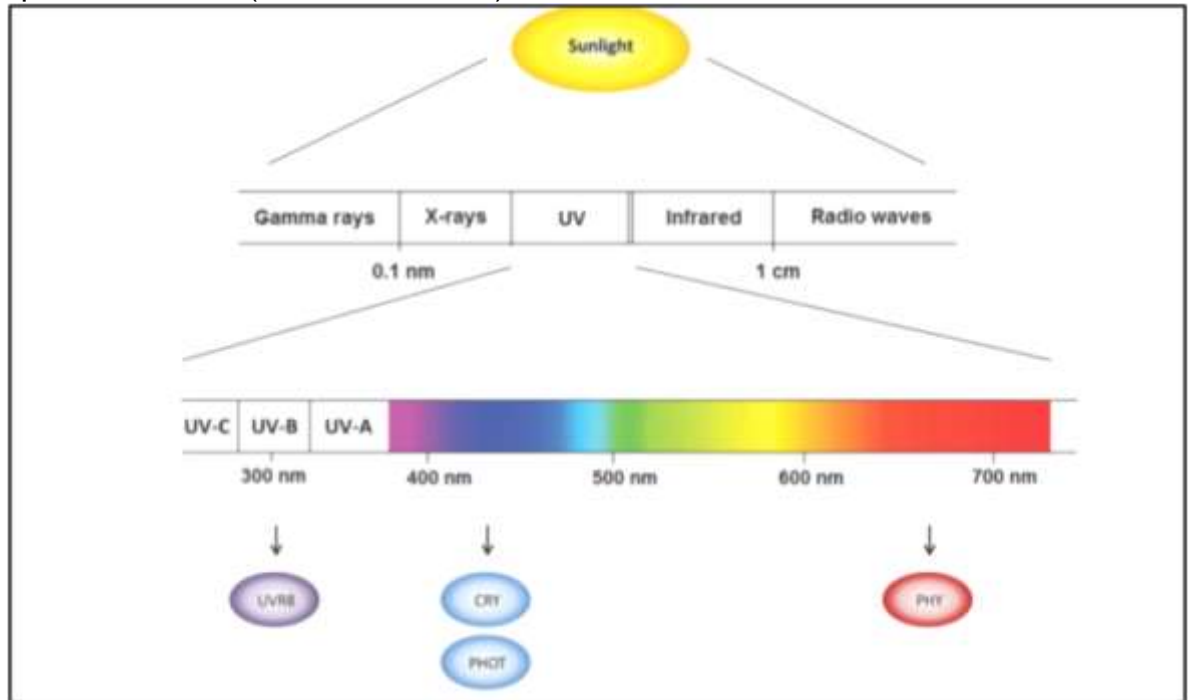 Sunlight
Gamma rays X-rays UV Infrared Radio waves
0.1 nm 1 cm
UV-C UV-B UV-A
300 nm 400 nm 500 nm 600 nm 700 nm
UVR8 CRY PHY
PHOT